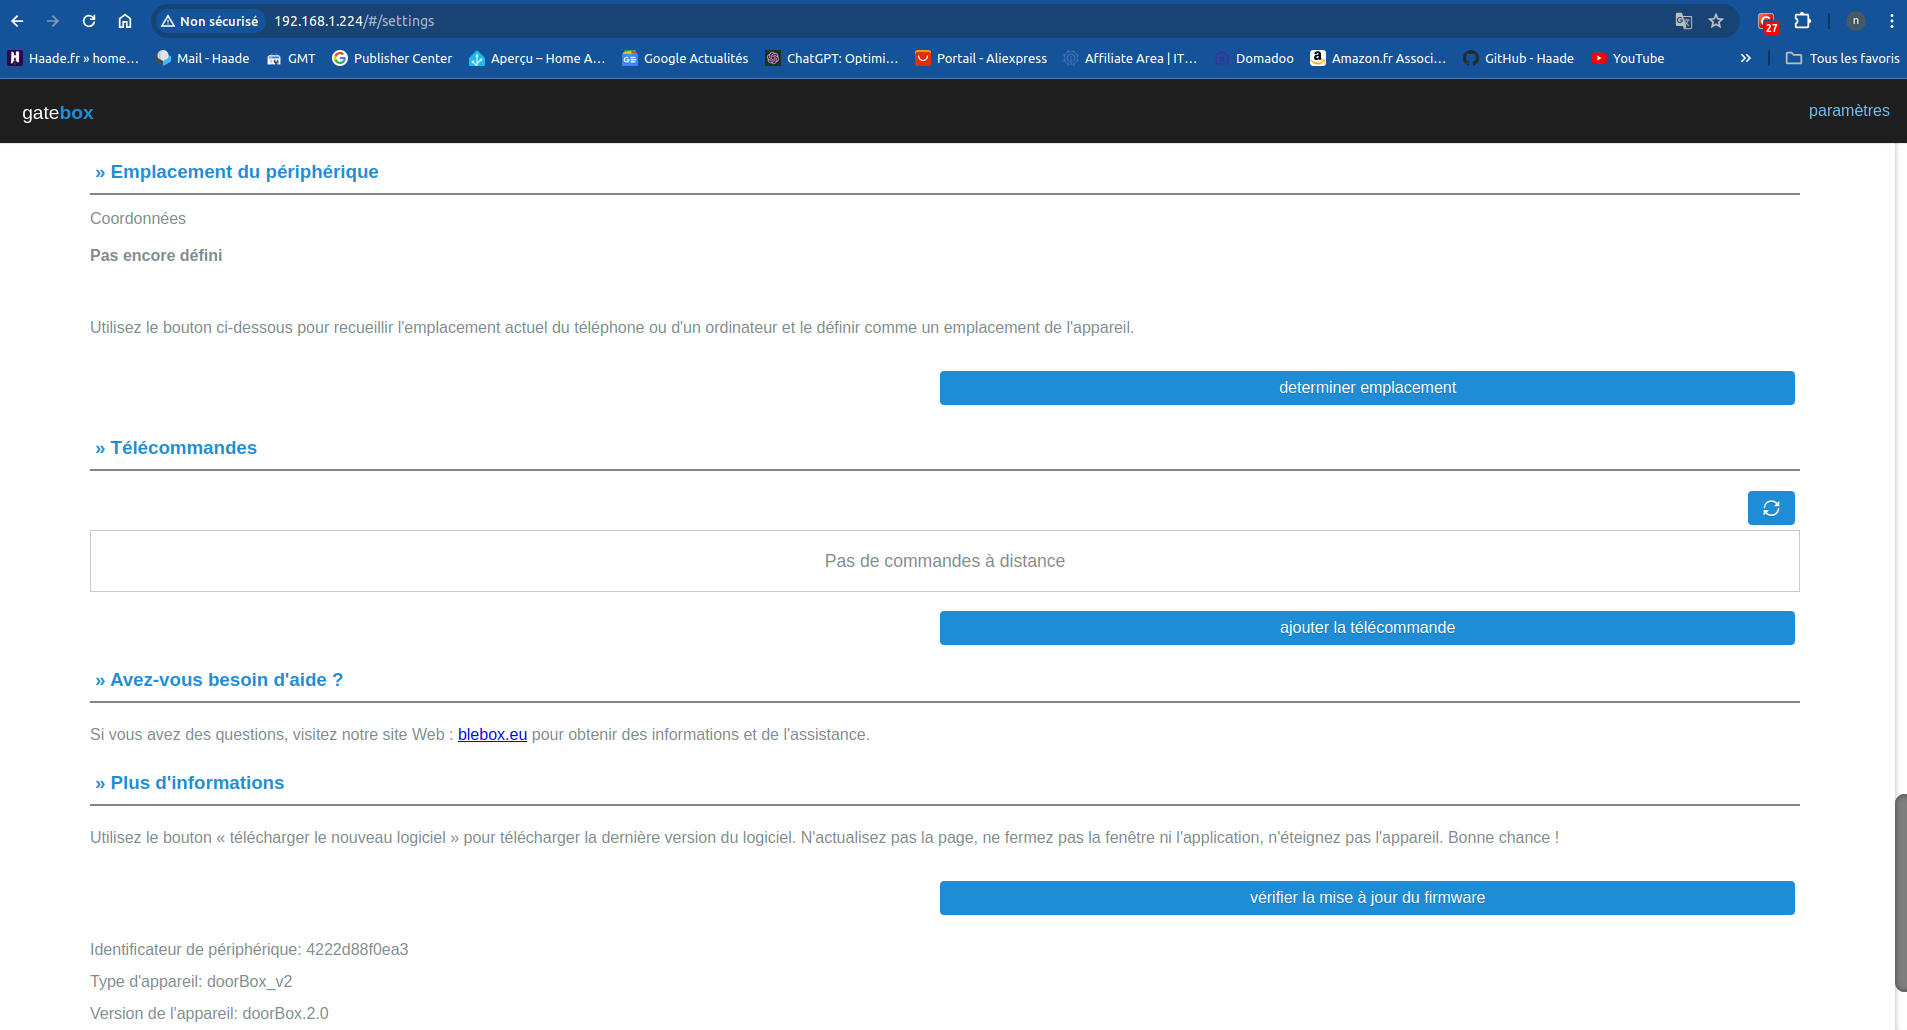 Non sécurisé 192.168.1.224/#/settings 27 n
Haade.fr » home… Mail - Haade GMT Publisher Center Aperçu – Home A… Google Actualités ChatGPT: Optimi… Portail - Aliexpress Affiliate Area | IT… Domadoo Amazon.fr Associ… GitHub - Haade YouTube » Tous les favoris
gatebox paramètres
» Emplacement du périphérique
Coordonnées
Pas encore défini
Utilisez le bouton ci-dessous pour recueillir l'emplacement actuel du téléphone ou d'un ordinateur et le définir comme un emplacement de l'appareil.
determiner emplacement
» Télécommandes
Pas de commandes à distance
ajouter la télécommande
» Avez-vous besoin d'aide ?
Si vous avez des questions, visitez notre site Web : blebox.eu pour obtenir des informations et de l'assistance.
» Plus d'informations
Utilisez le bouton « télécharger le nouveau logiciel » pour télécharger la dernière version du logiciel. N'actualisez pas la page, ne fermez pas la fenêtre ni l'application, n'éteignez pas l'appareil. Bonne chance !
vérifier la mise à jour du firmware
Identificateur de périphérique: 4222d88f0ea3
Type d'appareil: doorBox_v2
Version de l'appareil: doorBox.2.0